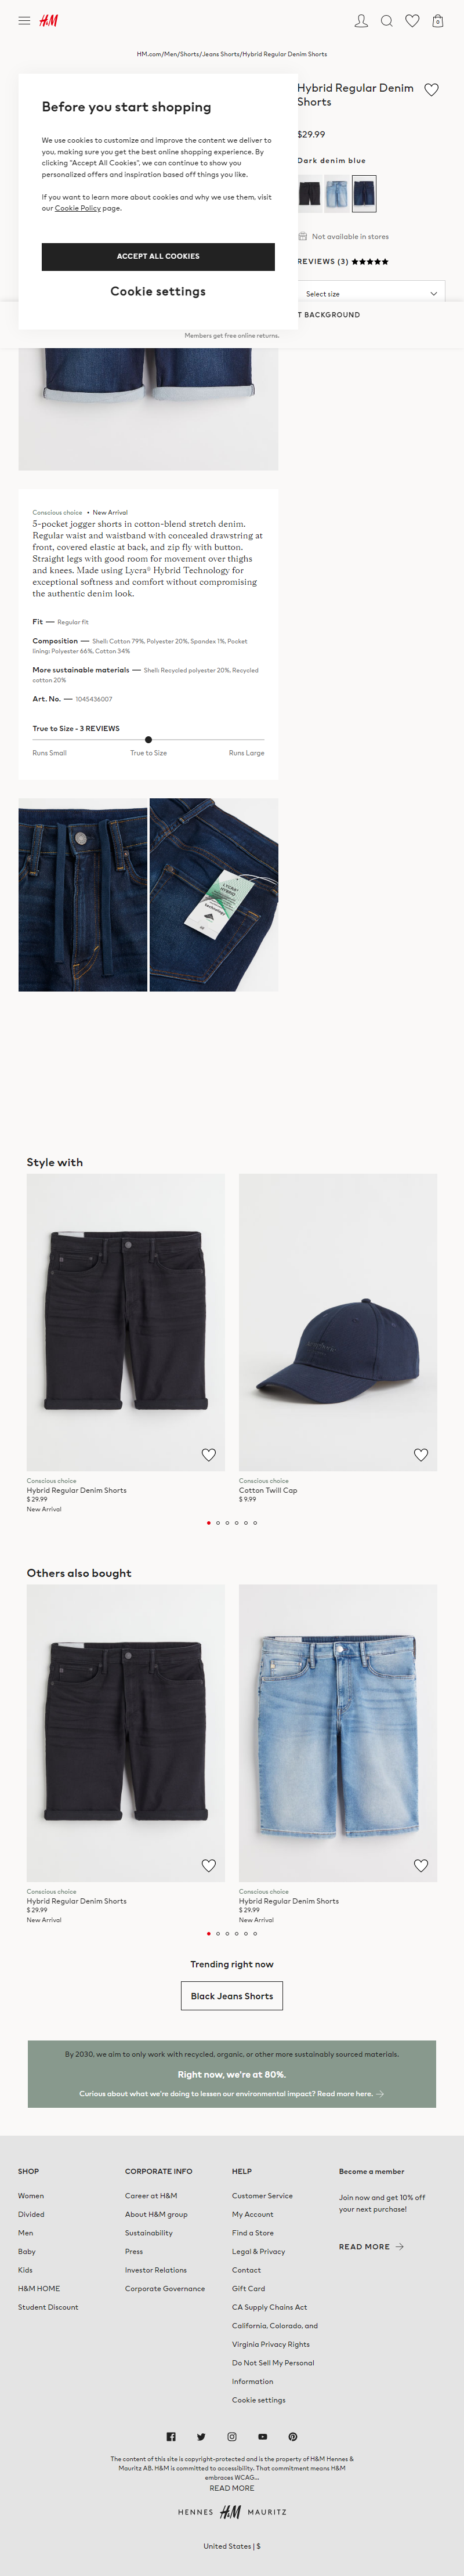 H&M
0
HM.com/Men/Shorts/Jeans Shorts/Hybrid Regular Denim Shorts
Before you start shopping
We use cookies to customize and improve the content we deliver to
you, making sure you get the best online shopping experience. By
clicking "Accept All Cookies", we can continue to show you
personalized offers and inspiration based off things you like.
If you want to learn more about cookies and why we use them, visit
our Cookie Policy page.
ACCEPT ALL COOKIES
Cookie settings
Hybrid Regular Denim
Shorts
$29.99
Dark denim blue
Not available in stores
REVIEWS (3)
Select size
T BACKGROUND
Members get free online returns.
Conscious choice • New Arrival
5-pocket jogger shorts in cotton-blend stretch denim.
Regular waist and waistband with concealed drawstring at
front, covered elastic at back, and zip fly with button.
Straight legs with good room for movement over thighs
and knees. Made using Lycra® Hybrid Technology for
exceptional softness and comfort without compromising
the authentic denim look.
Fit — Regular fit
Composition — Shell: Cotton 79%, Polyester 20%, Spandex 1%. Pocket
lining: Polyester 66%, Cotton 34%
More sustainable materials — Shell: Recycled polyester 20%, Recycled
cotton 20%
Art. No. — 1045436007
True to Size - 3 REVIEWS
Runs Small
True to Size
Runs Large
Style with
Conscious choice
Hybrid Regular Denim Shorts
$ 29.99
New Arrival
Conscious choice
Cotton Twill Cap
$ 9.99
Others also bought
Conscious choice
Hybrid Regular Denim Shorts
$ 29.99
New Arrival
Conscious choice
Hybrid Regular Denim Shorts
$ 29.99
New Arrival
Trending right now
Black Jeans Shorts
By 2030, we aim to only work with recycled, organic, or other more sustainably sourced materials.
Right now, we're at 80%.
Curious about what we're doing to lessen our environmental impact? Read more here.
SHOP
Women
Divided
Men
Baby
Kids
H&M HOME
Student Discount
CORPORATE INFO
Career at H&M
About H&M group
Sustainability
Press
Investor Relations
Corporate Governance
HELP
Customer Service
My Account
Find a Store
Legal & Privacy
Contact
Gift Card
CA Supply Chains Act
California, Colorado, and
Virginia Privacy Rights
Do Not Sell My Personal
Information
Cookie settings
Become a member
Join now and get 10% off
your next purchase!
READ MORE
The content of this site is copyright-protected and is the property of H&M Hennes &
Mauritz AB. H&M is committed to accessibility. That commitment means H&M
embraces WCAG...
READ MORE
HENNES H&M MAURITZ
United States | $